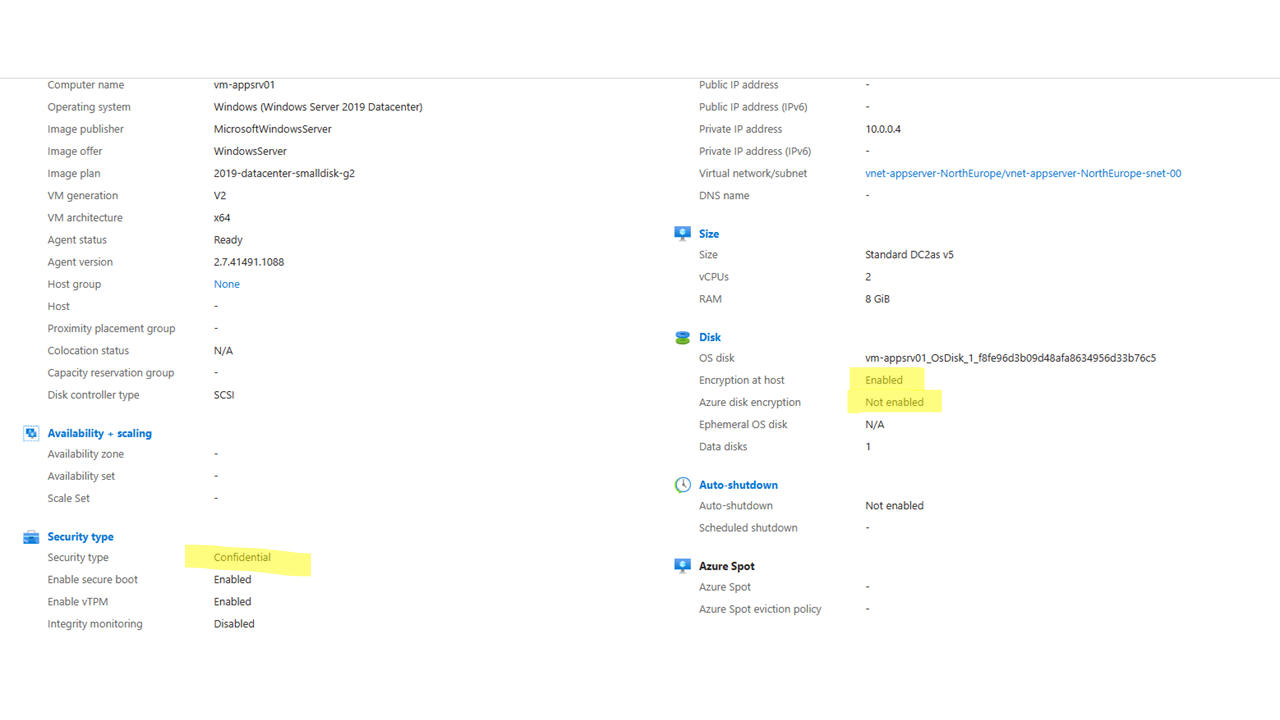 Computer name vm-appsrv01
Operating system Windows (Windows Server 2019 Datacenter)
Image publisher MicrosoftWindowsServer
Image offer WindowsServer
Image plan 2019-datacenter-smalldisk-g2
VM generation V2
VM architecture x64
Agent status Ready
Agent version 2.7.41491.1088
Host group None
Host -
Proximity placement group -
Colocation status N/A
Capacity reservation group -
Disk controller type SCSI
Availability + scaling
Availability zone -
Availability set -
Scale Set -
Security type
Security type Confidential
Enable secure boot Enabled
Enable vTPM Enabled
Integrity monitoring Disabled
Public IP address -
Public IP address (IPv6) -
Private IP address 10.0.0.4
Private IP address (IPv6) -
Virtual network/subnet vnet-appserver-NorthEurope/vnet-appserver-NorthEurope-snet-00
DNS name -
Size
Size Standard DC2as v5
vCPUs 2
RAM 8 GiB
Disk
OS disk vm-appsrv01_OsDisk_1_f8fe96d3b09d48afa8634956d33b76c5
Encryption at host Enabled
Azure disk encryption Not enabled
Ephemeral OS disk N/A
Data disks 1
Auto-shutdown
Auto-shutdown Not enabled
Scheduled shutdown -
Azure Spot
Azure Spot -
Azure Spot eviction policy -